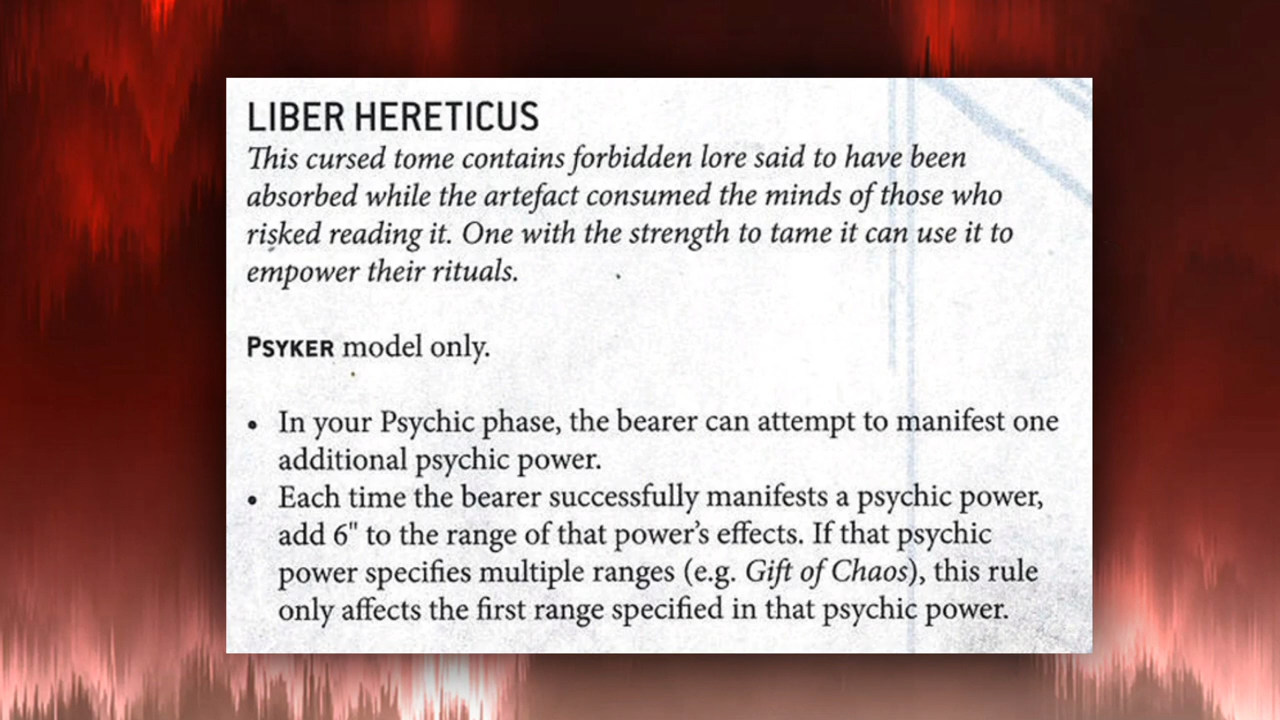 LIBER HERETICUS
This cursed tome contains forbidden lore said to have been
absorbed while the artefact consumed the minds of those who
risked reading it. One with the strength to tame it can use it to
empower their rituals.
PSYKER model only.
• In your Psychic phase, the bearer can attempt to manifest one
additional psychic power.
• Each time the bearer successfully manifests a psychic power,
add 6" to the range of that power's effects. If that psychic
power specifies multiple ranges (e.g. Gift of Chaos), this rule
only affects the first range specified in that psychic power.